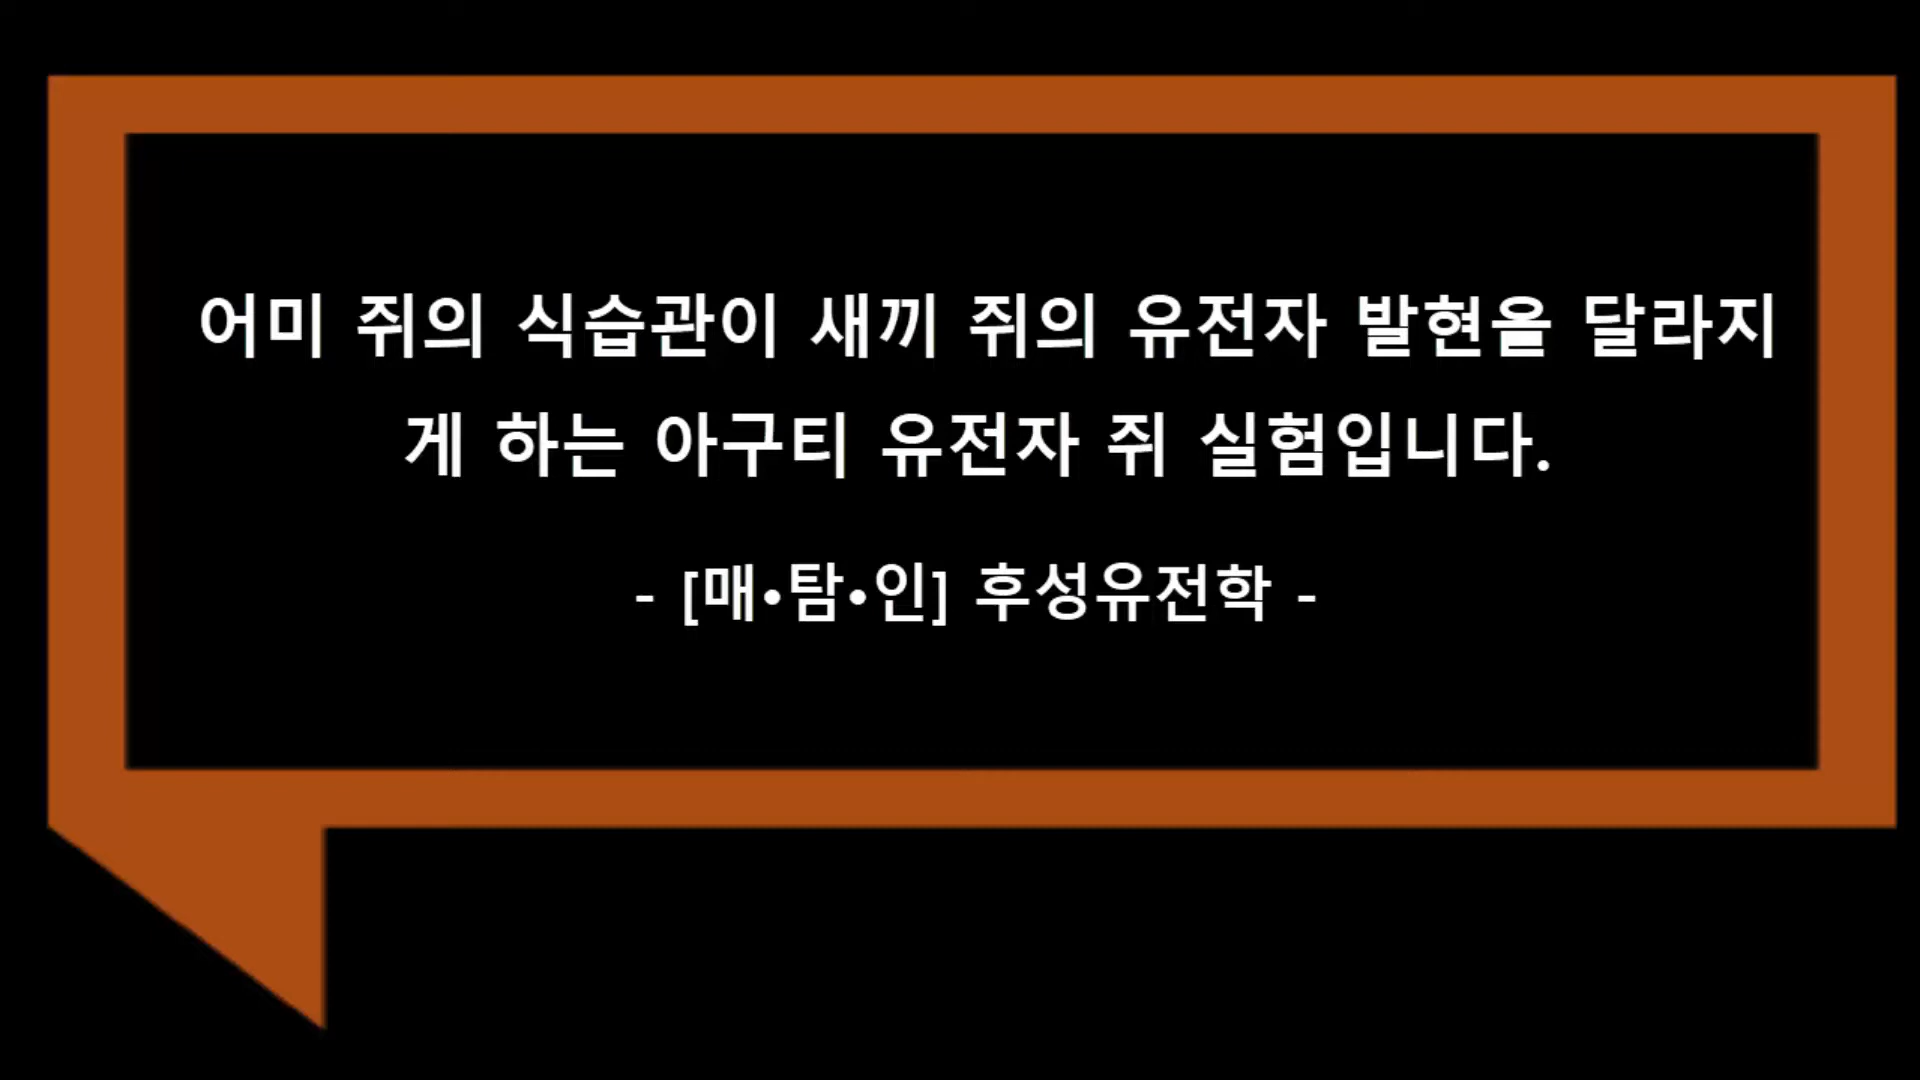 어미 쥐의 식습관이 새끼 쥐의 유전자 발현을 달라지
게 하는 아구티 유전자 쥐 실험입니다.
- [매•탐•인] 후성유전학 -